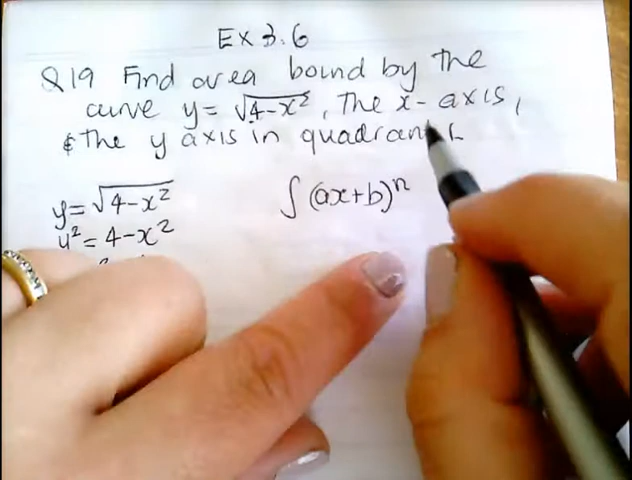 Ex 3.6
Q19 Find area bound by the
curve y = √4-x², the x-axis,
& the y axis in quadrant
y = √4-x²
∫(ax+b)ⁿ
y² = 4-x²